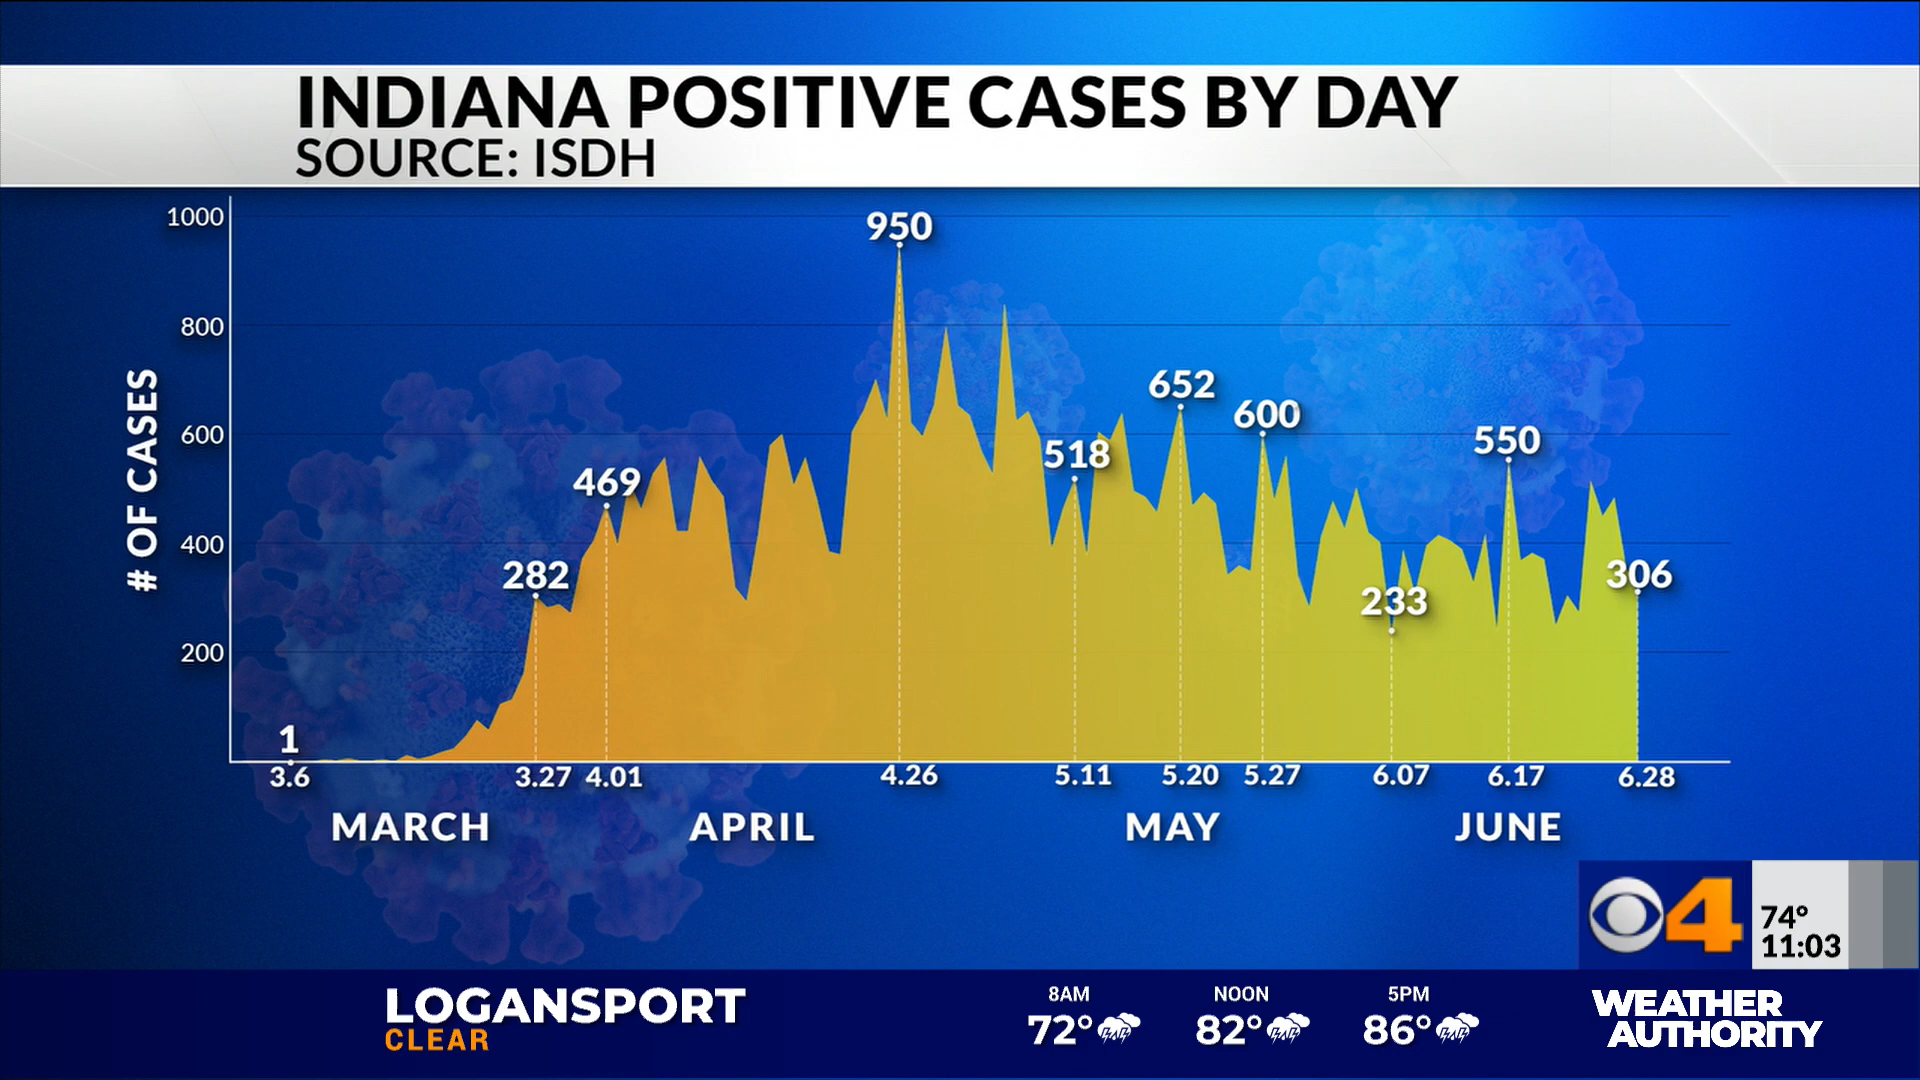 INDIANA POSITIVE CASES BY DAY
SOURCE: ISDH
# OF CASES
1000
800
600
400
200
1
282
469
950
518
652
600
233
550
306
3.6 3.27 4.01 4.26 5.11 5.20 5.27 6.07 6.17 6.28
MARCH APRIL MAY JUNE
4
74°
11:03
LOGANSPORT
CLEAR
8AM NOON 5PM
72° 82° 86°
WEATHER
AUTHORITY